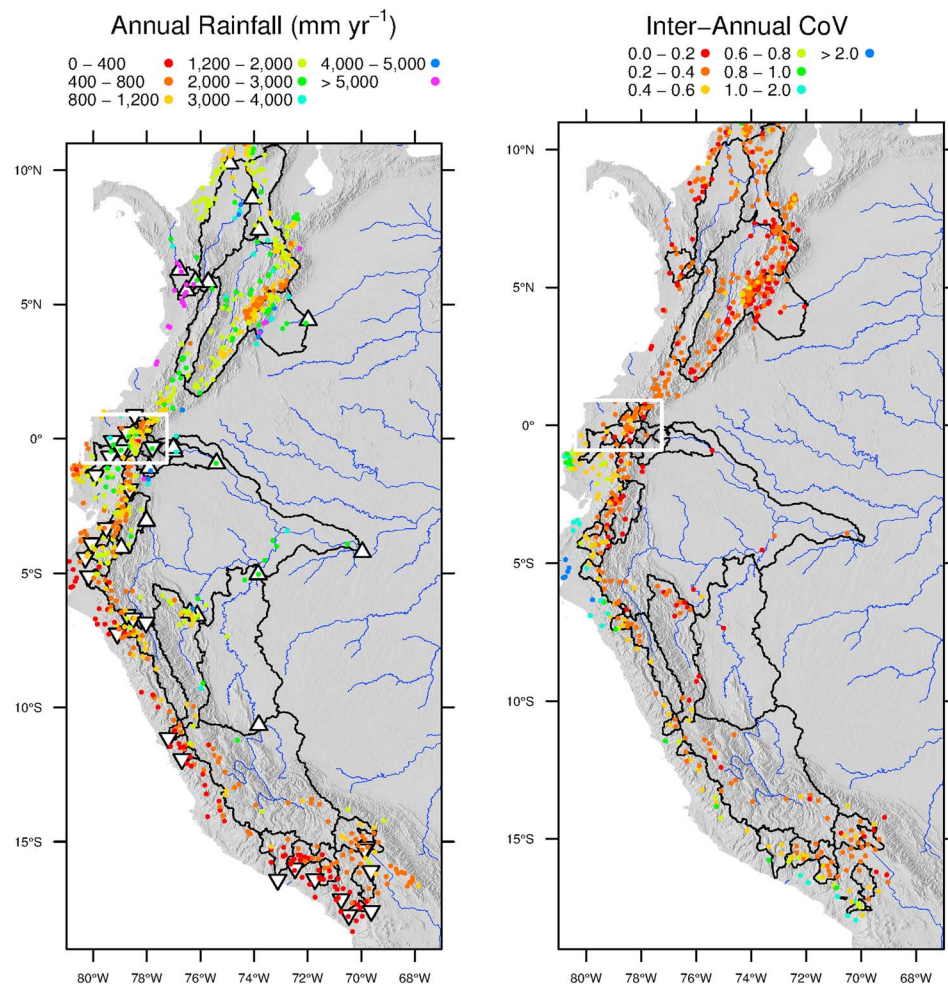 Annual Rainfall (mm yr⁻¹)
0 − 400 1,200 − 2,000 4,000 − 5,000
400 − 800 2,000 − 3,000 > 5,000
800 − 1,200 3,000 − 4,000
10°N
5°N
0°
5°S
10°S
15°S
80°W 78°W 76°W 74°W 72°W 70°W 68°W
Inter−Annual CoV
0.0 − 0.2 0.6 − 0.8 > 2.0
0.2 − 0.4 0.8 − 1.0
0.4 − 0.6 1.0 − 2.0
10°N
5°N
0°
5°S
10°S
15°S
80°W 78°W 76°W 74°W 72°W 70°W 68°W